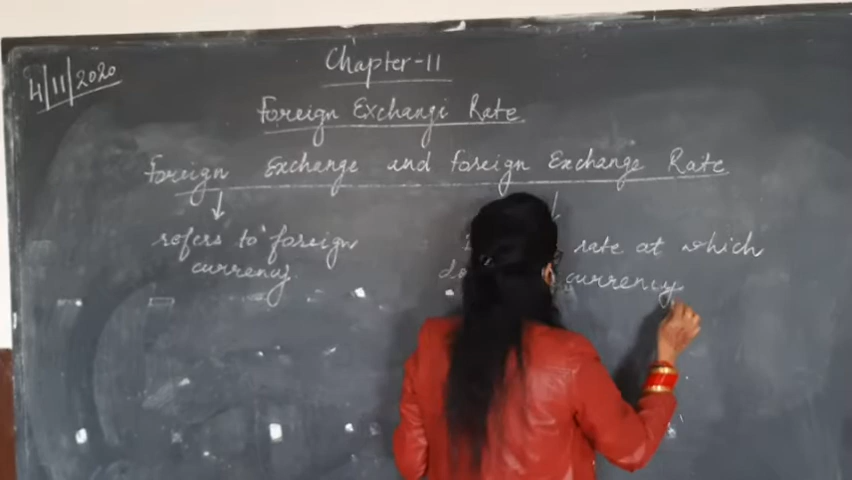 4/11/2020
Chapter-11
Foreign Exchangi Rate
Foreign Exchange and foreign Exchange Rate
refers to foreign
currency.
rate at which
currency